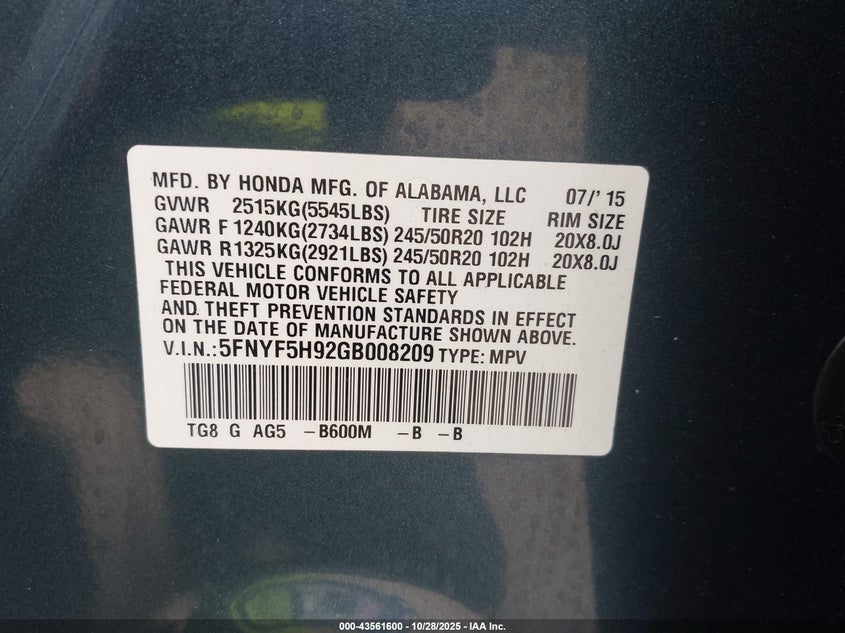 MFD. BY HONDA MFG. OF ALABAMA, LLC 07/' 15
GVWR 2515KG(5545LBS) TIRE SIZE RIM SIZE
GAWR F 1240KG(2734LBS) 245/50R20 102H 20X8.0J
GAWR R1325KG(2921LBS) 245/50R20 102H 20X8.0J
THIS VEHICLE CONFORMS TO ALL APPLICABLE
FEDERAL MOTOR VEHICLE SAFETY
AND THEFT PREVENTION STANDARDS IN EFFECT
ON THE DATE OF MANUFACTURE SHOWN ABOVE.
V.I.N.:5FNYF5H92GB008209 TYPE: MPV
TG8 G AG5 -B600M -B -B
000-43561600 - 10/28/2025 - IAA Inc.